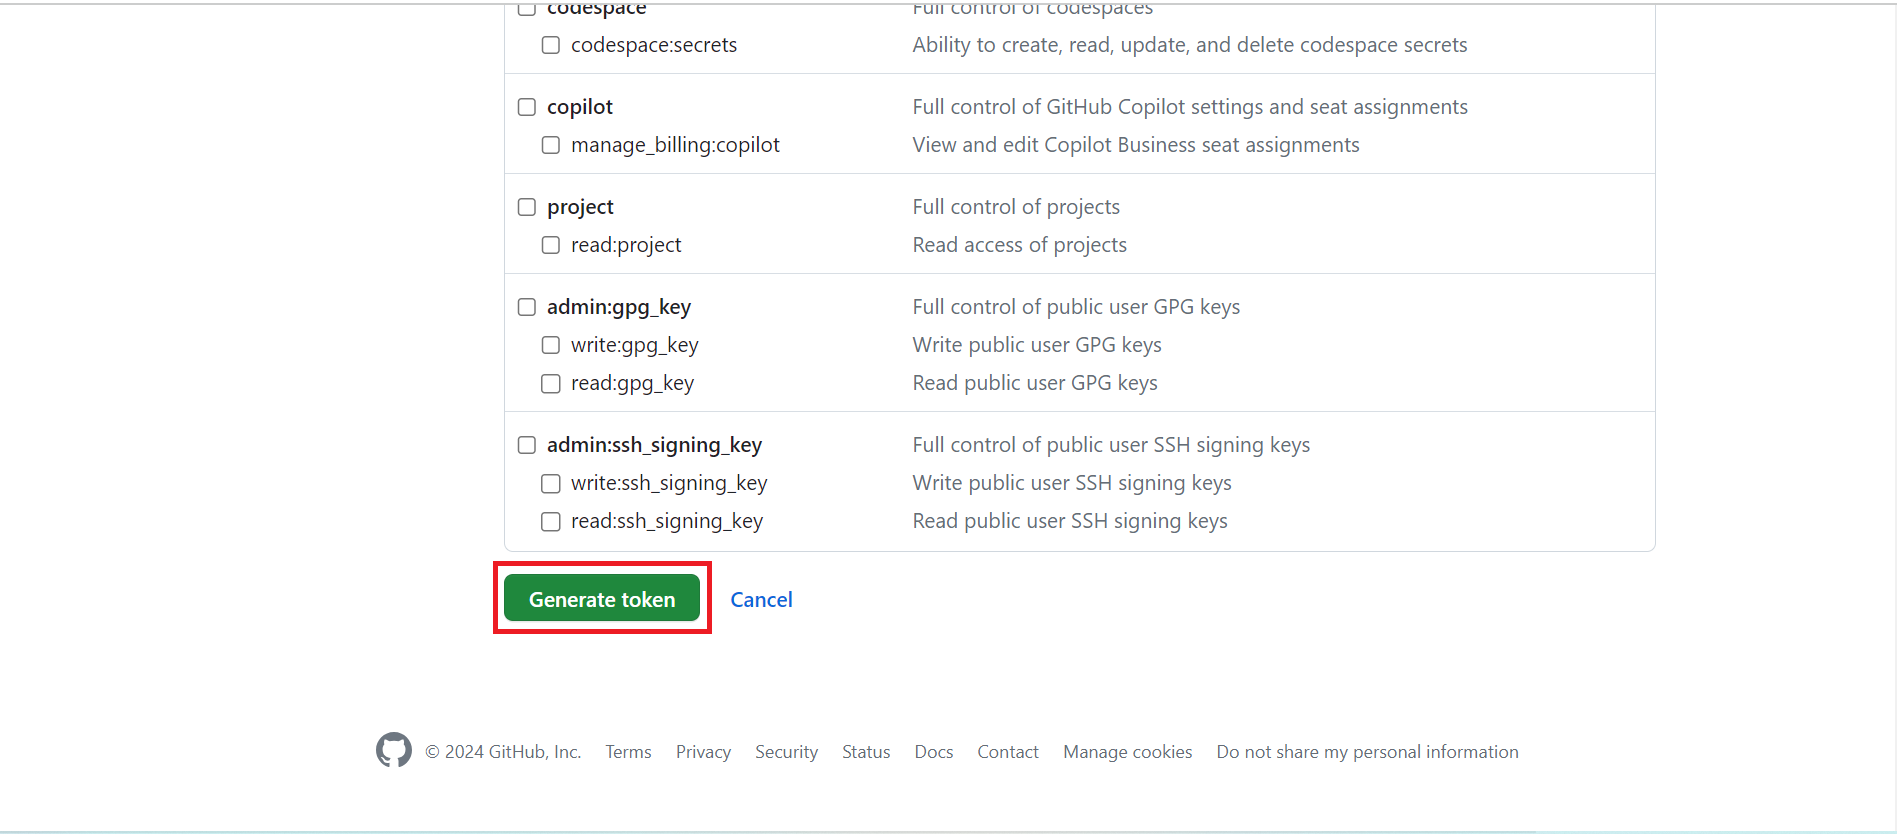 codespace Full control of codespaces
codespace:secrets Ability to create, read, update, and delete codespace secrets
copilot Full control of GitHub Copilot settings and seat assignments
manage_billing:copilot View and edit Copilot Business seat assignments
project Full control of projects
read:project Read access of projects
admin:gpg_key Full control of public user GPG keys
write:gpg_key Write public user GPG keys
read:gpg_key Read public user GPG keys
admin:ssh_signing_key Full control of public user SSH signing keys
write:ssh_signing_key Write public user SSH signing keys
read:ssh_signing_key Read public user SSH signing keys
Generate token Cancel
© 2024 GitHub, Inc. Terms Privacy Security Status Docs Contact Manage cookies Do not share my personal information